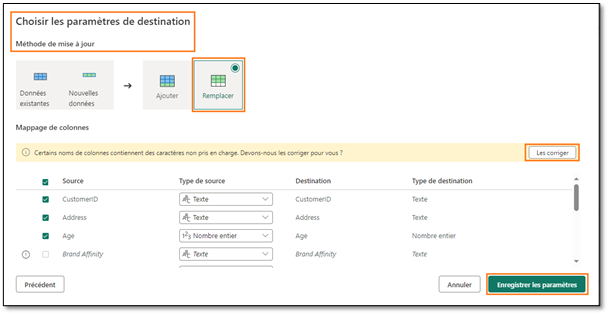 Choisir les paramètres de destination
Méthode de mise à jour
Données existantes
Nouvelles données
Ajouter
Remplacer
Mappage de colonnes
Certains noms de colonnes contiennent des caractères non pris en charge. Devons-nous les corriger pour vous ?
Les corriger
Source Type de source Destination Type de destination
CustomerID Texte CustomerID Texte
Address Texte Address Texte
Age 123 Nombre entier Age Nombre entier
Brand Affinity Texte Brand Affinity Texte
Précédent Annuler Enregistrer les paramètres